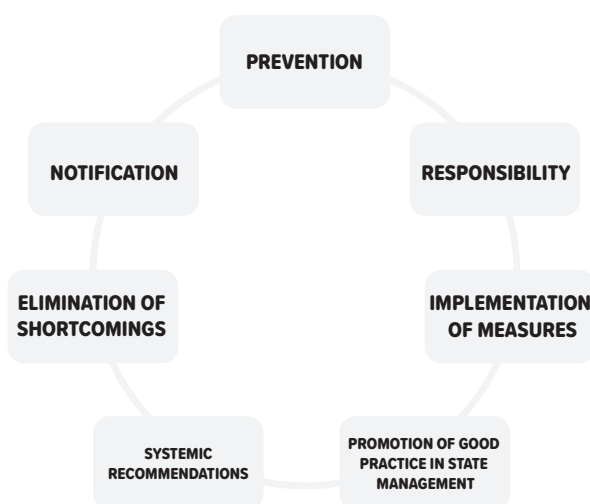 PREVENTION
NOTIFICATION
RESPONSIBILITY
ELIMINATION OF
SHORTCOMINGS
IMPLEMENTATION
OF MEASURES
SYSTEMIC
RECOMMENDATIONS
PROMOTION OF GOOD
PRACTICE IN STATE
MANAGEMENT